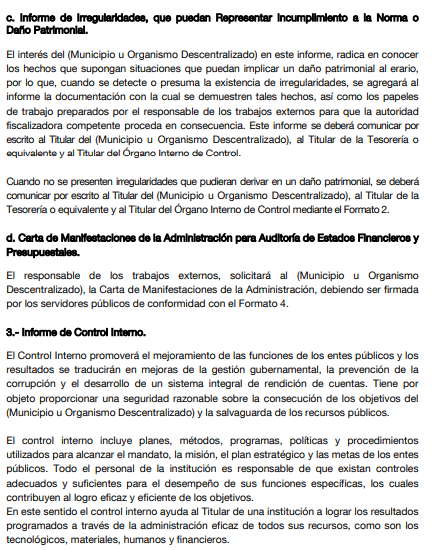 c. Informe de Irregularidades, que puedan Representar Incumplimiento a la Norma o
Daño Patrimonial.
El interés del (Municipio u Organismo Descentralizado) en este informe, radica en conocer
los hechos que supongan situaciones que puedan implicar un daño patrimonial al erario,
por lo que, cuando se detecte o presuma la existencia de irregularidades, se agregará al
informe la documentación con la cual se demuestren tales hechos, así como los papeles
de trabajo preparados por el responsable de los trabajos externos para que la autoridad
fiscalizadora competente proceda en consecuencia. Este informe se deberá comunicar por
escrito al Titular del (Municipio u Organismo Descentralizado), al Titular de la Tesorería o
equivalente y al Titular del Órgano Interno de Control.
Cuando no se presenten irregularidades que pudieran derivar en un daño patrimonial, se deberá
comunicar por escrito al Titular del (Municipio u Organismo Descentralizado), al Titular de la
Tesorería o equivalente y al Titular del Órgano Interno de Control mediante el Formato 2.
d. Carta de Manifestaciones de la Administración para Auditoría de Estados Financieros y
Presupuestales.
El responsable de los trabajos externos, solicitará al (Municipio u Organismo
Descentralizado), la Carta de Manifestaciones de la Administración, debiendo ser firmada
por los servidores públicos de conformidad con el Formato 4.
3.- Informe de Control Interno.
El Control Interno promoverá el mejoramiento de las funciones de los entes públicos y los
resultados se traducirán en mejoras de la gestión gubernamental, la prevención de la
corrupción y el desarrollo de un sistema integral de rendición de cuentas. Tiene por
objeto proporcionar una seguridad razonable sobre la consecución de los objetivos del
(Municipio u Organismo Descentralizado) y la salvaguarda de los recursos públicos.
El control interno incluye planes, métodos, programas, políticas y procedimientos
utilizados para alcanzar el mandato, la misión, el plan estratégico y las metas de los entes
públicos. Todo el personal de la institución es responsable de que existan controles
adecuados y suficientes para el desempeño de sus funciones específicas, los cuales
contribuyen al logro eficaz y eficiente de los objetivos.
En este sentido el control interno ayuda al Titular de una institución a lograr los resultados
programados a través de la administración eficaz de todos sus recursos, como son los
tecnológicos, materiales, humanos y financieros.